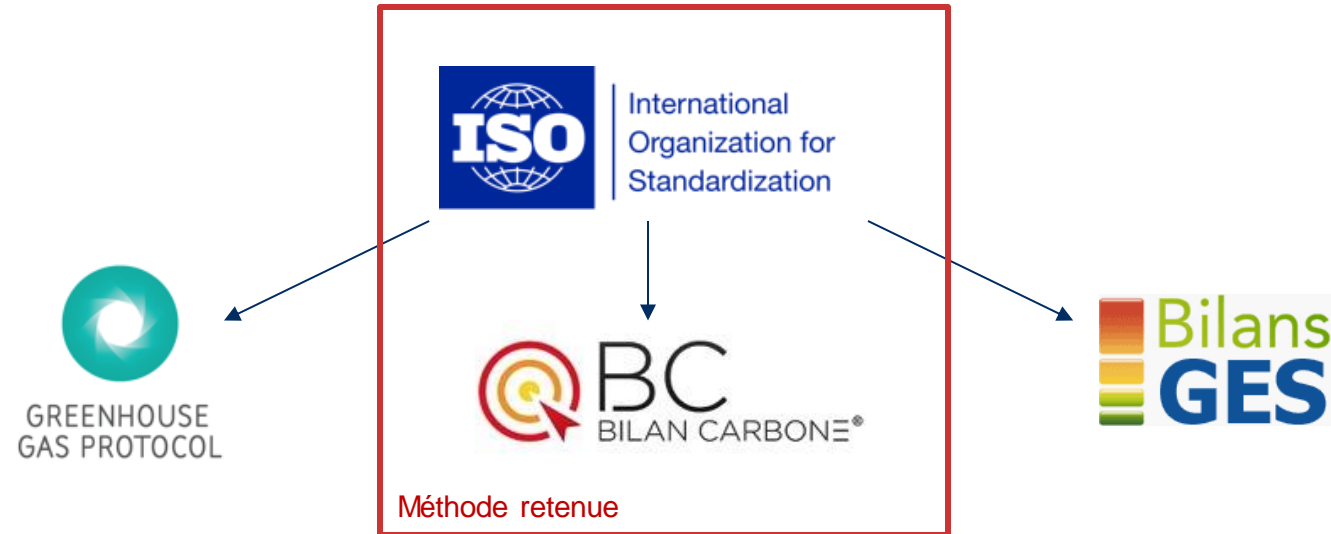 ISO
International
Organization for
Standardization
GREENHOUSE
GAS PROTOCOL
BC
BILAN CARBONE®
Bilans
GES
Méthode retenue